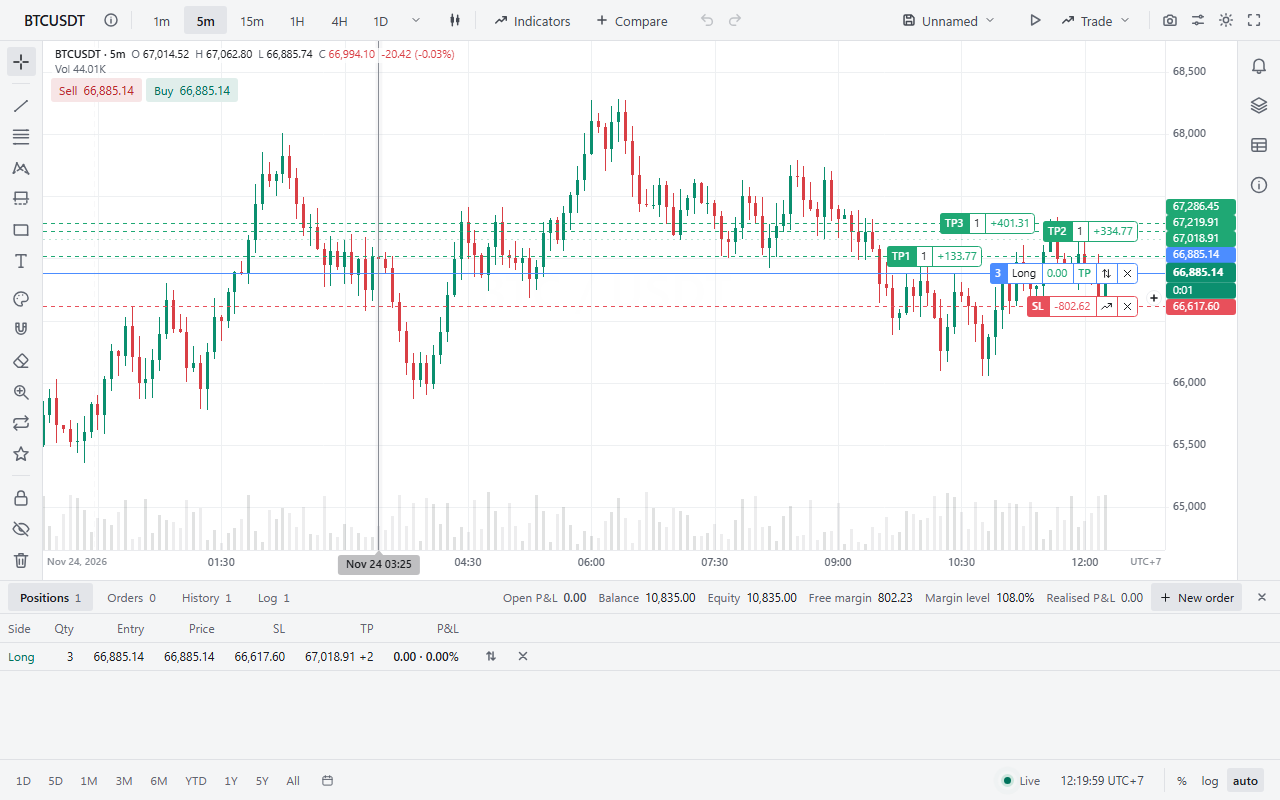 BTCUSDT 1m 5m 15m 1H 4H 1D Indicators Compare Unnamed Trade
BTCUSDT · 5m O 67,014.52 H 67,062.80 L 66,885.74 C 66,994.10 -20.42 (-0.03%)
Vol 44.01K
Sell 66,885.14 Buy 66,885.14
68,500
68,000
67,286.45
TP3 1 +401.31 67,219.91
TP2 1 +334.77 67,018.91
TP1 1 +133.77 66,885.14
3 Long 0.00 TP 66,885.14
0:01
SL -802.62 66,617.60
66,000
65,500
65,000
Nov 24, 2026 01:30 Nov 24 03:25 04:30 06:00 07:30 09:00 10:30 12:00 UTC+7
Positions 1 Orders 0 History 1 Log 1 Open P&L 0.00 Balance 10,835.00 Equity 10,835.00 Free margin 802.23 Margin level 108.0% Realised P&L 0.00 New order
Side Qty Entry Price SL TP P&L
Long 3 66,885.14 66,885.14 66,617.60 67,018.91 +2 0.00 · 0.00%
1D 5D 1M 3M 6M YTD 1Y 5Y All Live 12:19:59 UTC+7 % log auto